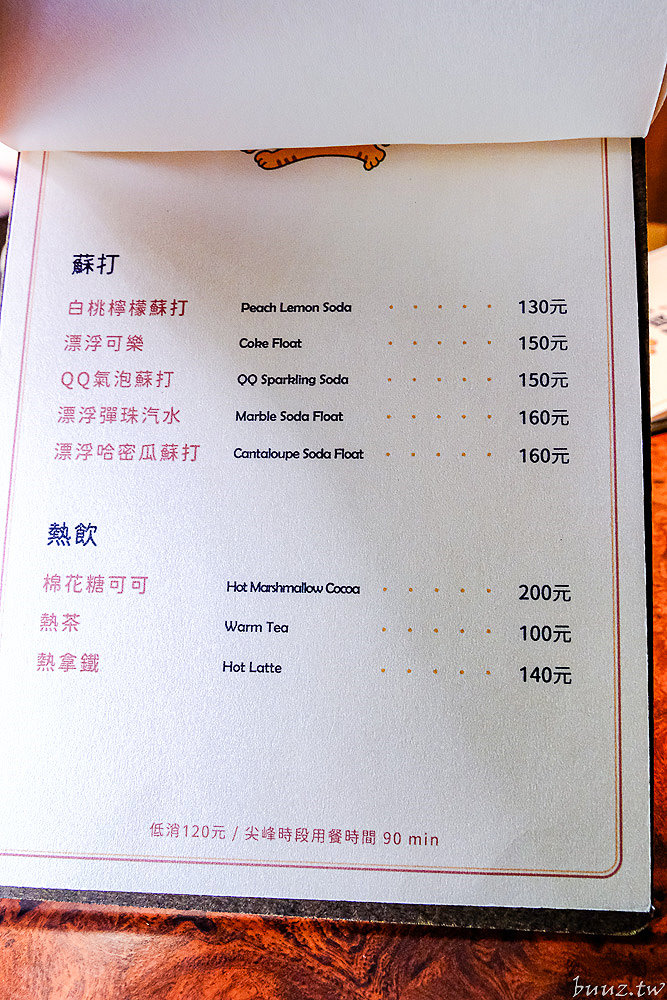 蘇打
白桃檸檬蘇打 Peach Lemon Soda 130元
漂浮可樂 Coke Float 150元
QQ氣泡蘇打 QQ Sparkling Soda 150元
漂浮彈珠汽水 Marble Soda Float 160元
漂浮哈密瓜蘇打 Cantaloupe Soda Float 160元
熱飲
棉花糖可可 Hot Marshmallow Cocoa 200元
熱茶 Warm Tea 100元
熱拿鐵 Hot Latte 140元
低消120元 / 尖峰時段用餐時間 90 min
buuz.tw